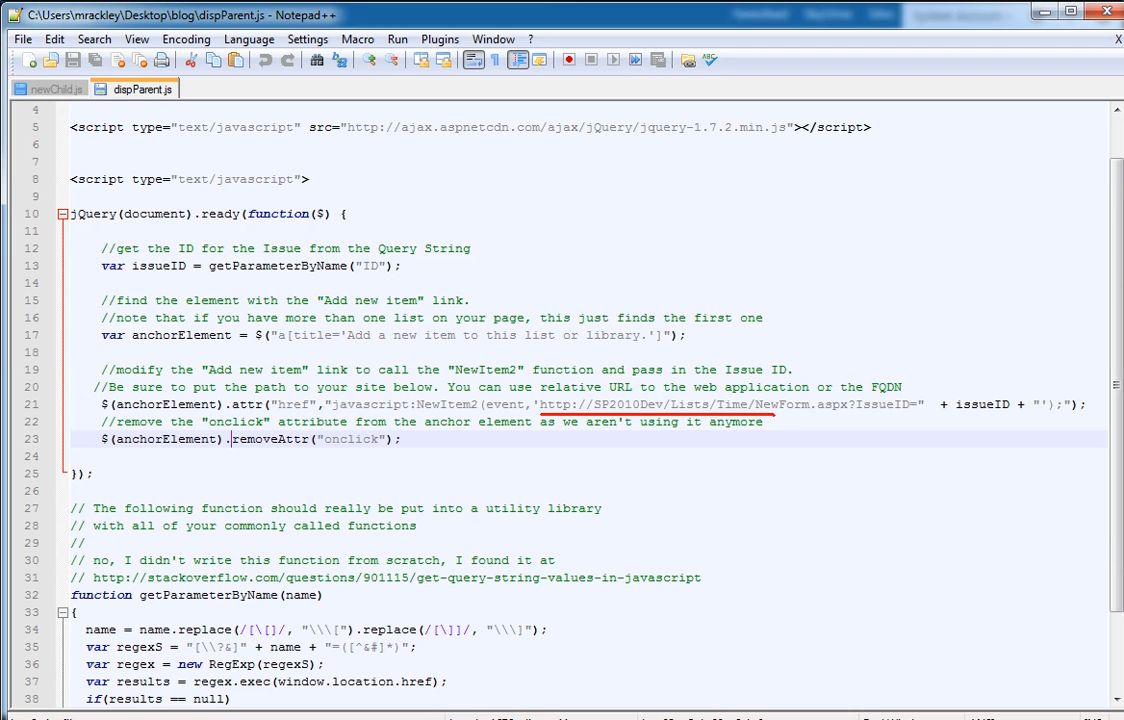 C:\Users\mrackley\Desktop\blog\dispParent.js - Notepad++
File Edit Search View Encoding Language Settings Macro Run Plugins Window ? X
newChild.js dispParent.js
4
5 <script type="text/javascript" src="http://ajax.aspnetcdn.com/ajax/jQuery/jquery-1.7.2.min.js"></script>
6
7
8 <script type="text/javascript">
9
10 jQuery(document).ready(function($) {
11
12 //get the ID for the Issue from the Query String
13 var issueID = getParameterByName("ID");
14
15 //find the element with the "Add new item" link.
16 //note that if you have more than one list on your page, this just finds the first one
17 var anchorElement = $("a[title='Add a new item to this list or library.']");
18
19 //modify the "Add new item" link to call the "NewItem2" function and pass in the Issue ID.
20 //Be sure to put the path to your site below. You can use relative URL to the web application or the FQDN
21 $(anchorElement).attr("href","javascript:NewItem2(event,'http://SP2010Dev/Lists/Time/NewForm.aspx?IssueID=" + issueID + "');");
22 //remove the "onclick" attribute from the anchor element as we aren't using it anymore
23 $(anchorElement).removeAttr("onclick");
24
25 });
26
27 // The following function should really be put into a utility library
28 // with all of your commonly called functions
29 //
30 // no, I didn't write this function from scratch, I found it at
31 // http://stackoverflow.com/questions/901115/get-query-string-values-in-javascript
32 function getParameterByName(name)
33 {
34 name = name.replace(/[\[]/, "\\\[").replace(/[\]]/, "\\\]");
35 var regexS = "[\\?&]" + name + "=([^&#]*)";
36 var regex = new RegExp(regexS);
37 var results = regex.exec(window.location.href);
38 if(results == null)